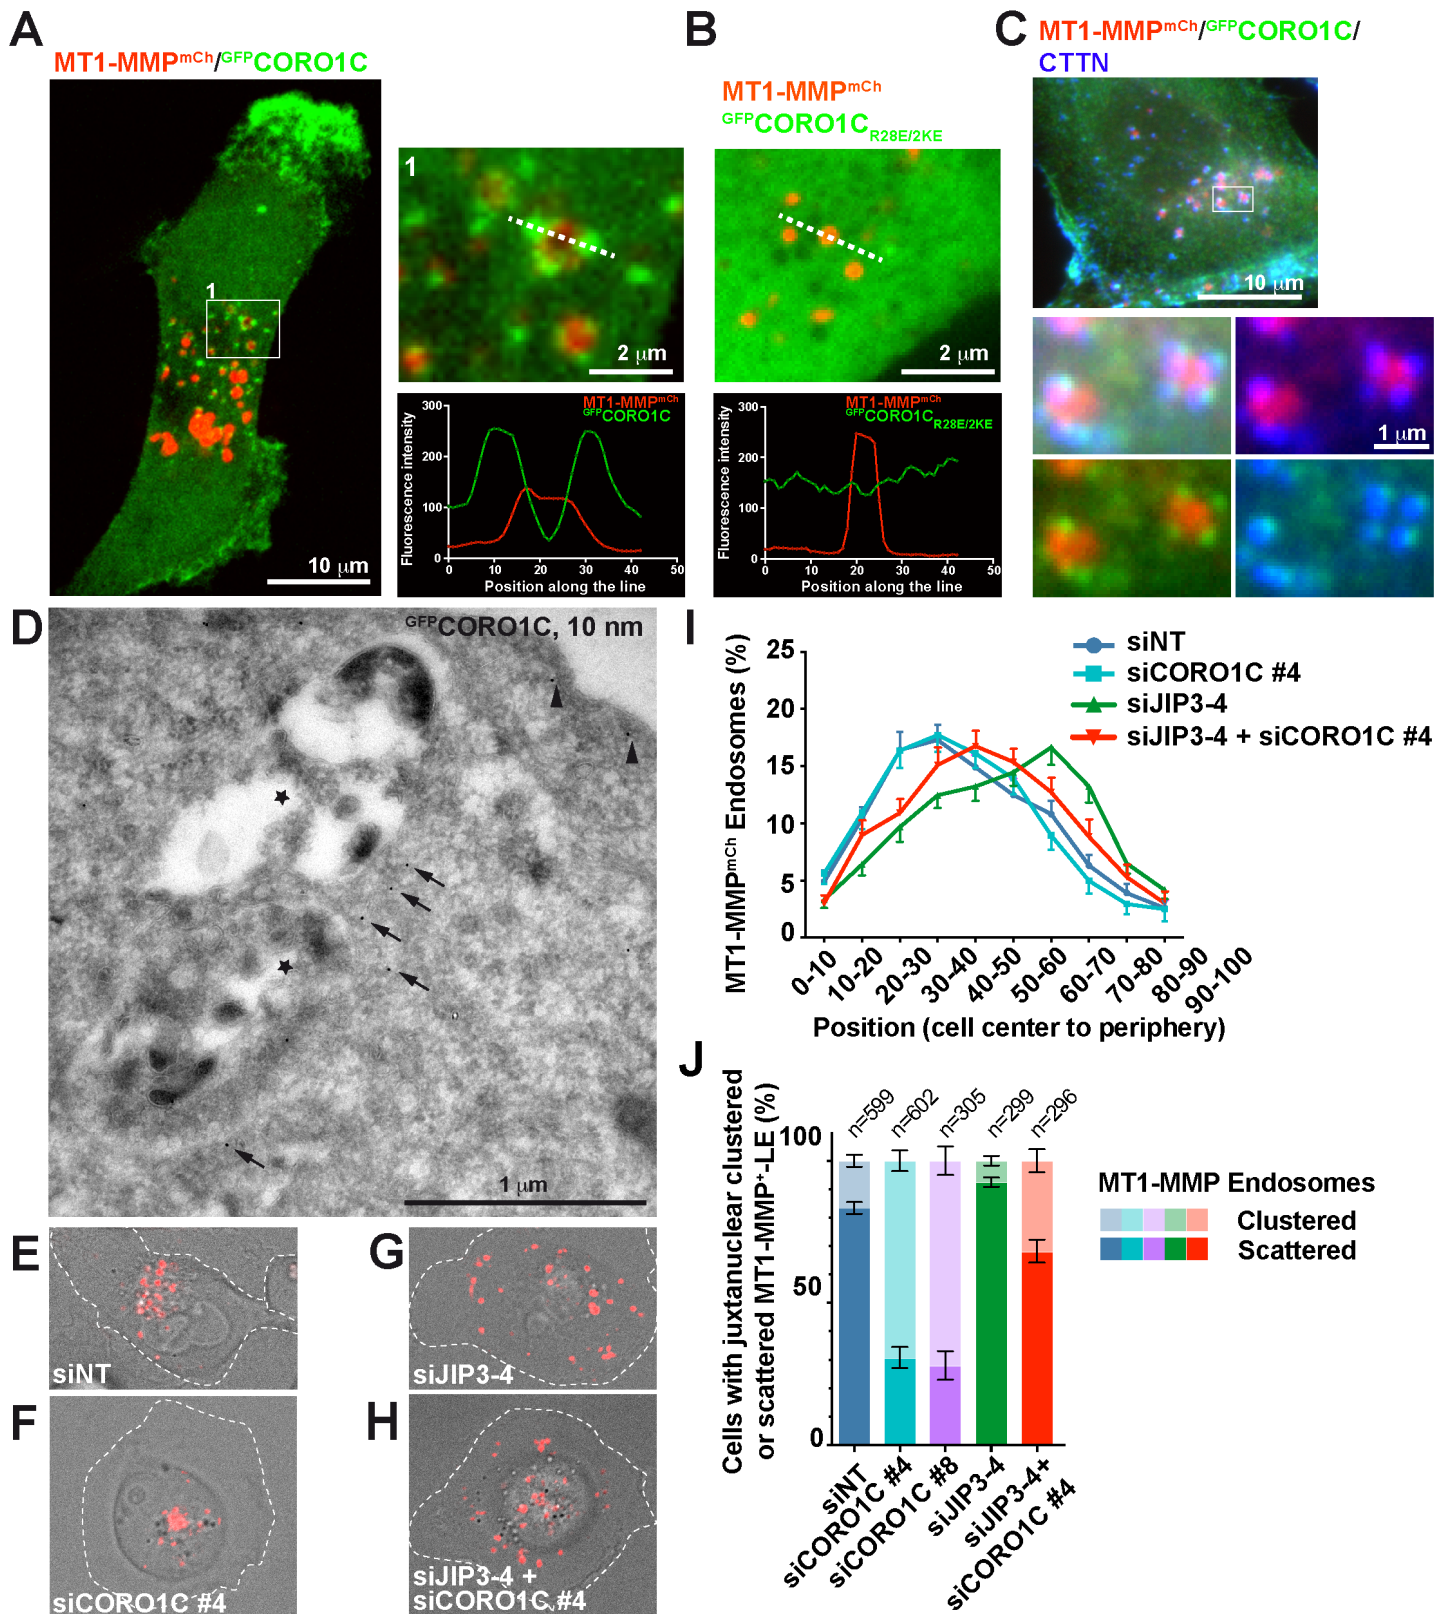 A
MT1-MMPmCh/GFPCORO1C
1
10 μm
1
2 μm
300
200
100
0
Fluorescence intensity
MT1-MMPmCh
GFPCORO1C
0 10 20 30 40 50
Position along the line
B
MT1-MMPmCh
GFPCORO1CR28E/2KE
2 μm
300
200
100
0
Fluorescence intensity
MT1-MMPmCh
GFPCORO1CR28E/2KE
0 10 20 30 40 50
Position along the line
C
MT1-MMPmCh/GFPCORO1C/
CTTN
10 μm
1 μm
D
GFPCORO1C, 10 nm
1 μm
E
siNT
F
siCORO1C #4
G
siJIP3-4
H
siJIP3-4 +
siCORO1C #4
I
MT1-MMPmCh Endosomes (%)
25
20
15
10
5
0
siNT
siCORO1C #4
siJIP3-4
siJIP3-4 + siCORO1C #4
0-10 10-20 20-30 30-40 40-50 50-60 60-70 70-80 80-90 90-100
Position (cell center to periphery)
J
Cells with juxtanuclear clustered
or scattered MT1-MMP+-LE (%)
100
50
0
n=599 n=602 n=305 n=299 n=296
siNT
siCORO1C #4
siCORO1C #8
siJIP3-4
siJIP3-4+
siCORO1C #4
MT1-MMP Endosomes
Clustered
Scattered